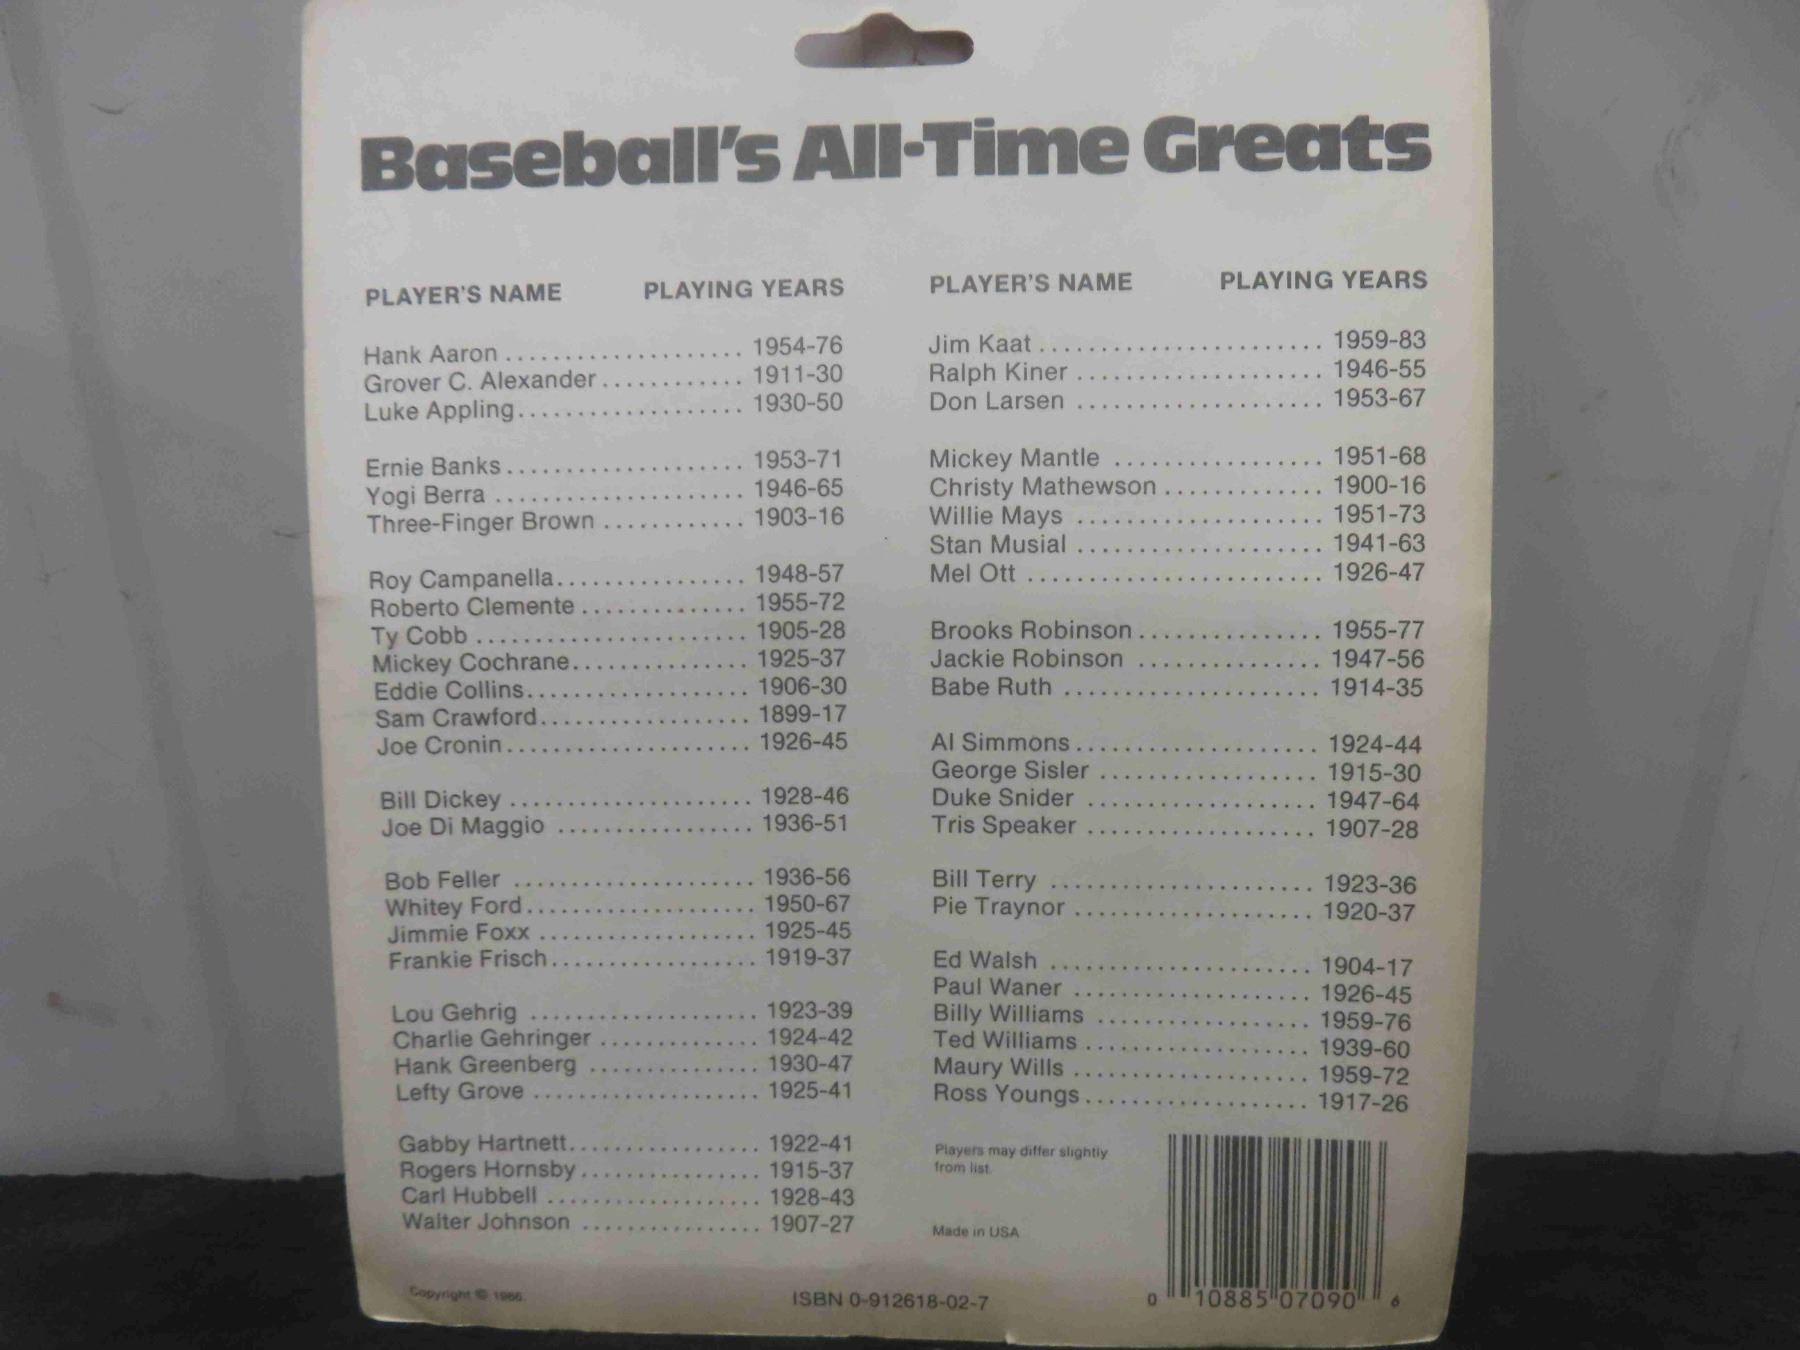 Baseball's All-Time Greats
PLAYER'S NAME PLAYING YEARS
Hank Aaron .................... 1954-76
Grover C. Alexander ............ 1911-30
Luke Appling ................... 1930-50
Ernie Banks .................... 1953-71
Yogi Berra ..................... 1946-65
Three-Finger Brown ............ 1903-16
Roy Campanella ................ 1948-57
Roberto Clemente .............. 1955-72
Ty Cobb ....................... 1905-28
Mickey Cochrane ............... 1925-37
Eddie Collins ................... 1906-30
Sam Crawford .................. 1899-17
Joe Cronin ..................... 1926-45
Bill Dickey ..................... 1928-46
Joe Di Maggio ................. 1936-51
Bob Feller ..................... 1936-56
Whitey Ford .................... 1950-67
Jimmie Foxx ................... 1925-45
Frankie Frisch .................. 1919-37
Lou Gehrig .................... 1923-39
Charlie Gehringer .............. 1924-42
Hank Greenberg ............... 1930-47
Lefty Grove .................... 1925-41
Gabby Hartnett ................. 1922-41
Rogers Hornsby ................ 1915-37
Carl Hubbell ................... 1928-43
Walter Johnson ................ 1907-27
PLAYER'S NAME PLAYING YEARS
Jim Kaat ....................... 1959-83
Ralph Kiner .................... 1946-55
Don Larsen .................... 1953-67
Mickey Mantle ................. 1951-68
Christy Mathewson ............. 1900-16
Willie Mays .................... 1951-73
Stan Musial .................... 1941-63
Mel Ott ........................ 1926-47
Brooks Robinson ............... 1955-77
Jackie Robinson ............... 1947-56
Babe Ruth ..................... 1914-35
Al Simmons .................... 1924-44
George Sisler .................. 1915-30
Duke Snider ................... 1947-64
Tris Speaker ................... 1907-28
Bill Terry ...................... 1923-36
Pie Traynor .................... 1920-37
Ed Walsh ...................... 1904-17
Paul Waner .................... 1926-45
Billy Williams .................. 1959-76
Ted Williams ................... 1939-60
Maury Wills .................... 1959-72
Ross Youngs ................... 1917-26
Players may differ slightly
from list.
Made in USA
Copyright © 1986
ISBN 0-912618-02-7
0 10885 07090 6